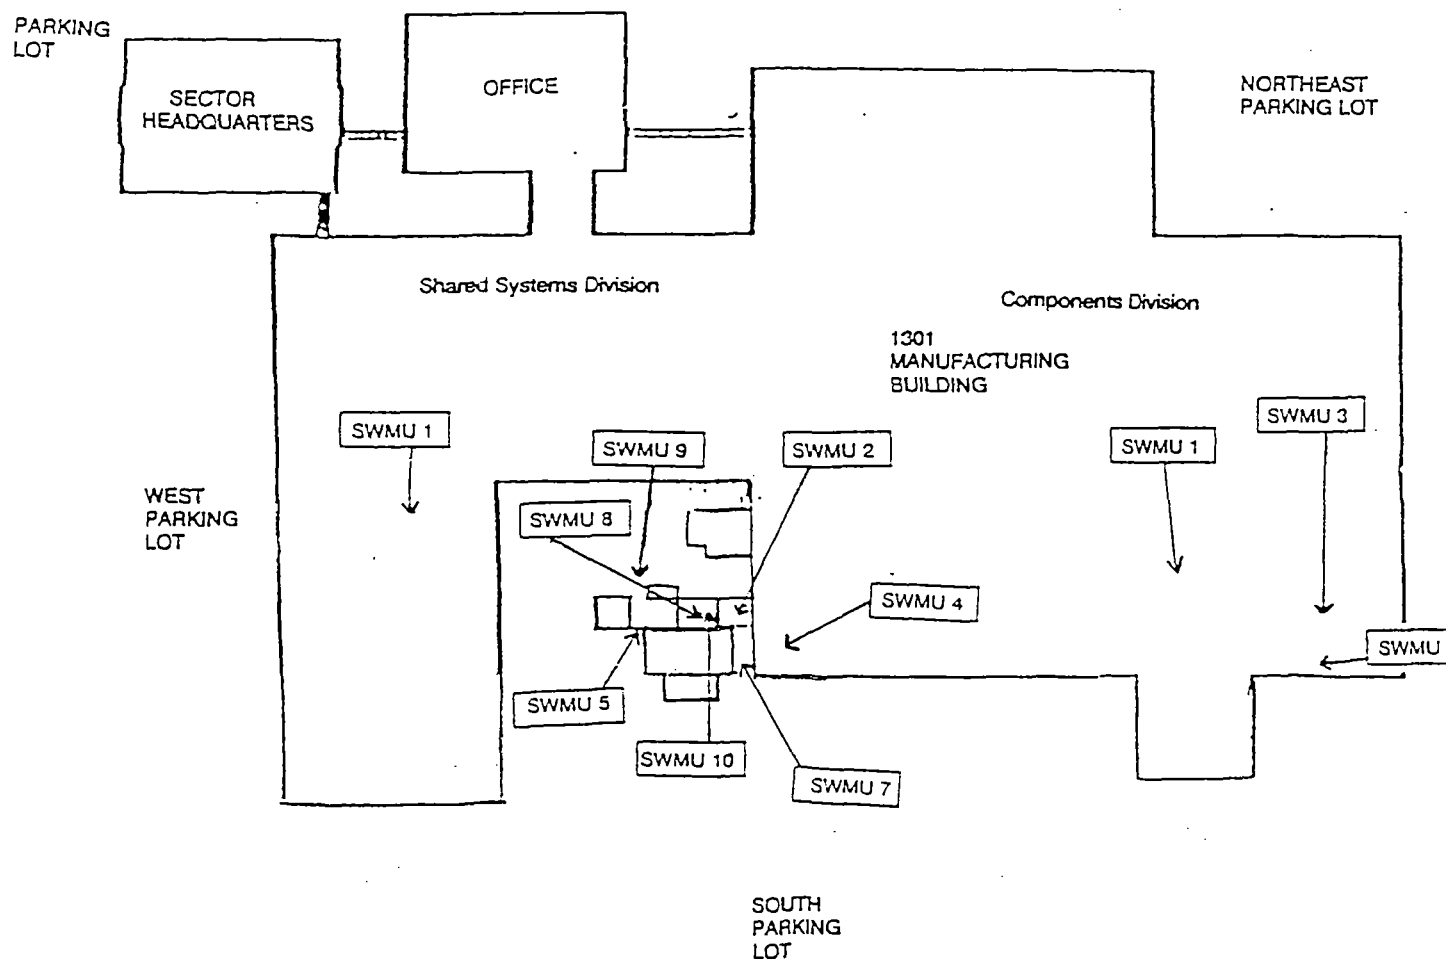 PARKING
LOT
SECTOR
HEADQUARTERS
OFFICE
NORTHEAST
PARKING LOT
Shared Systems Division
Components Division
1301
MANUFACTURING
BUILDING
SWMU 1
SWMU 9
SWMU 2
SWMU 1
SWMU 3
WEST
PARKING
LOT
SWMU 8
SWMU 4
SWMU
SWMU 5
SWMU 10
SWMU 7
SOUTH
PARKING
LOT